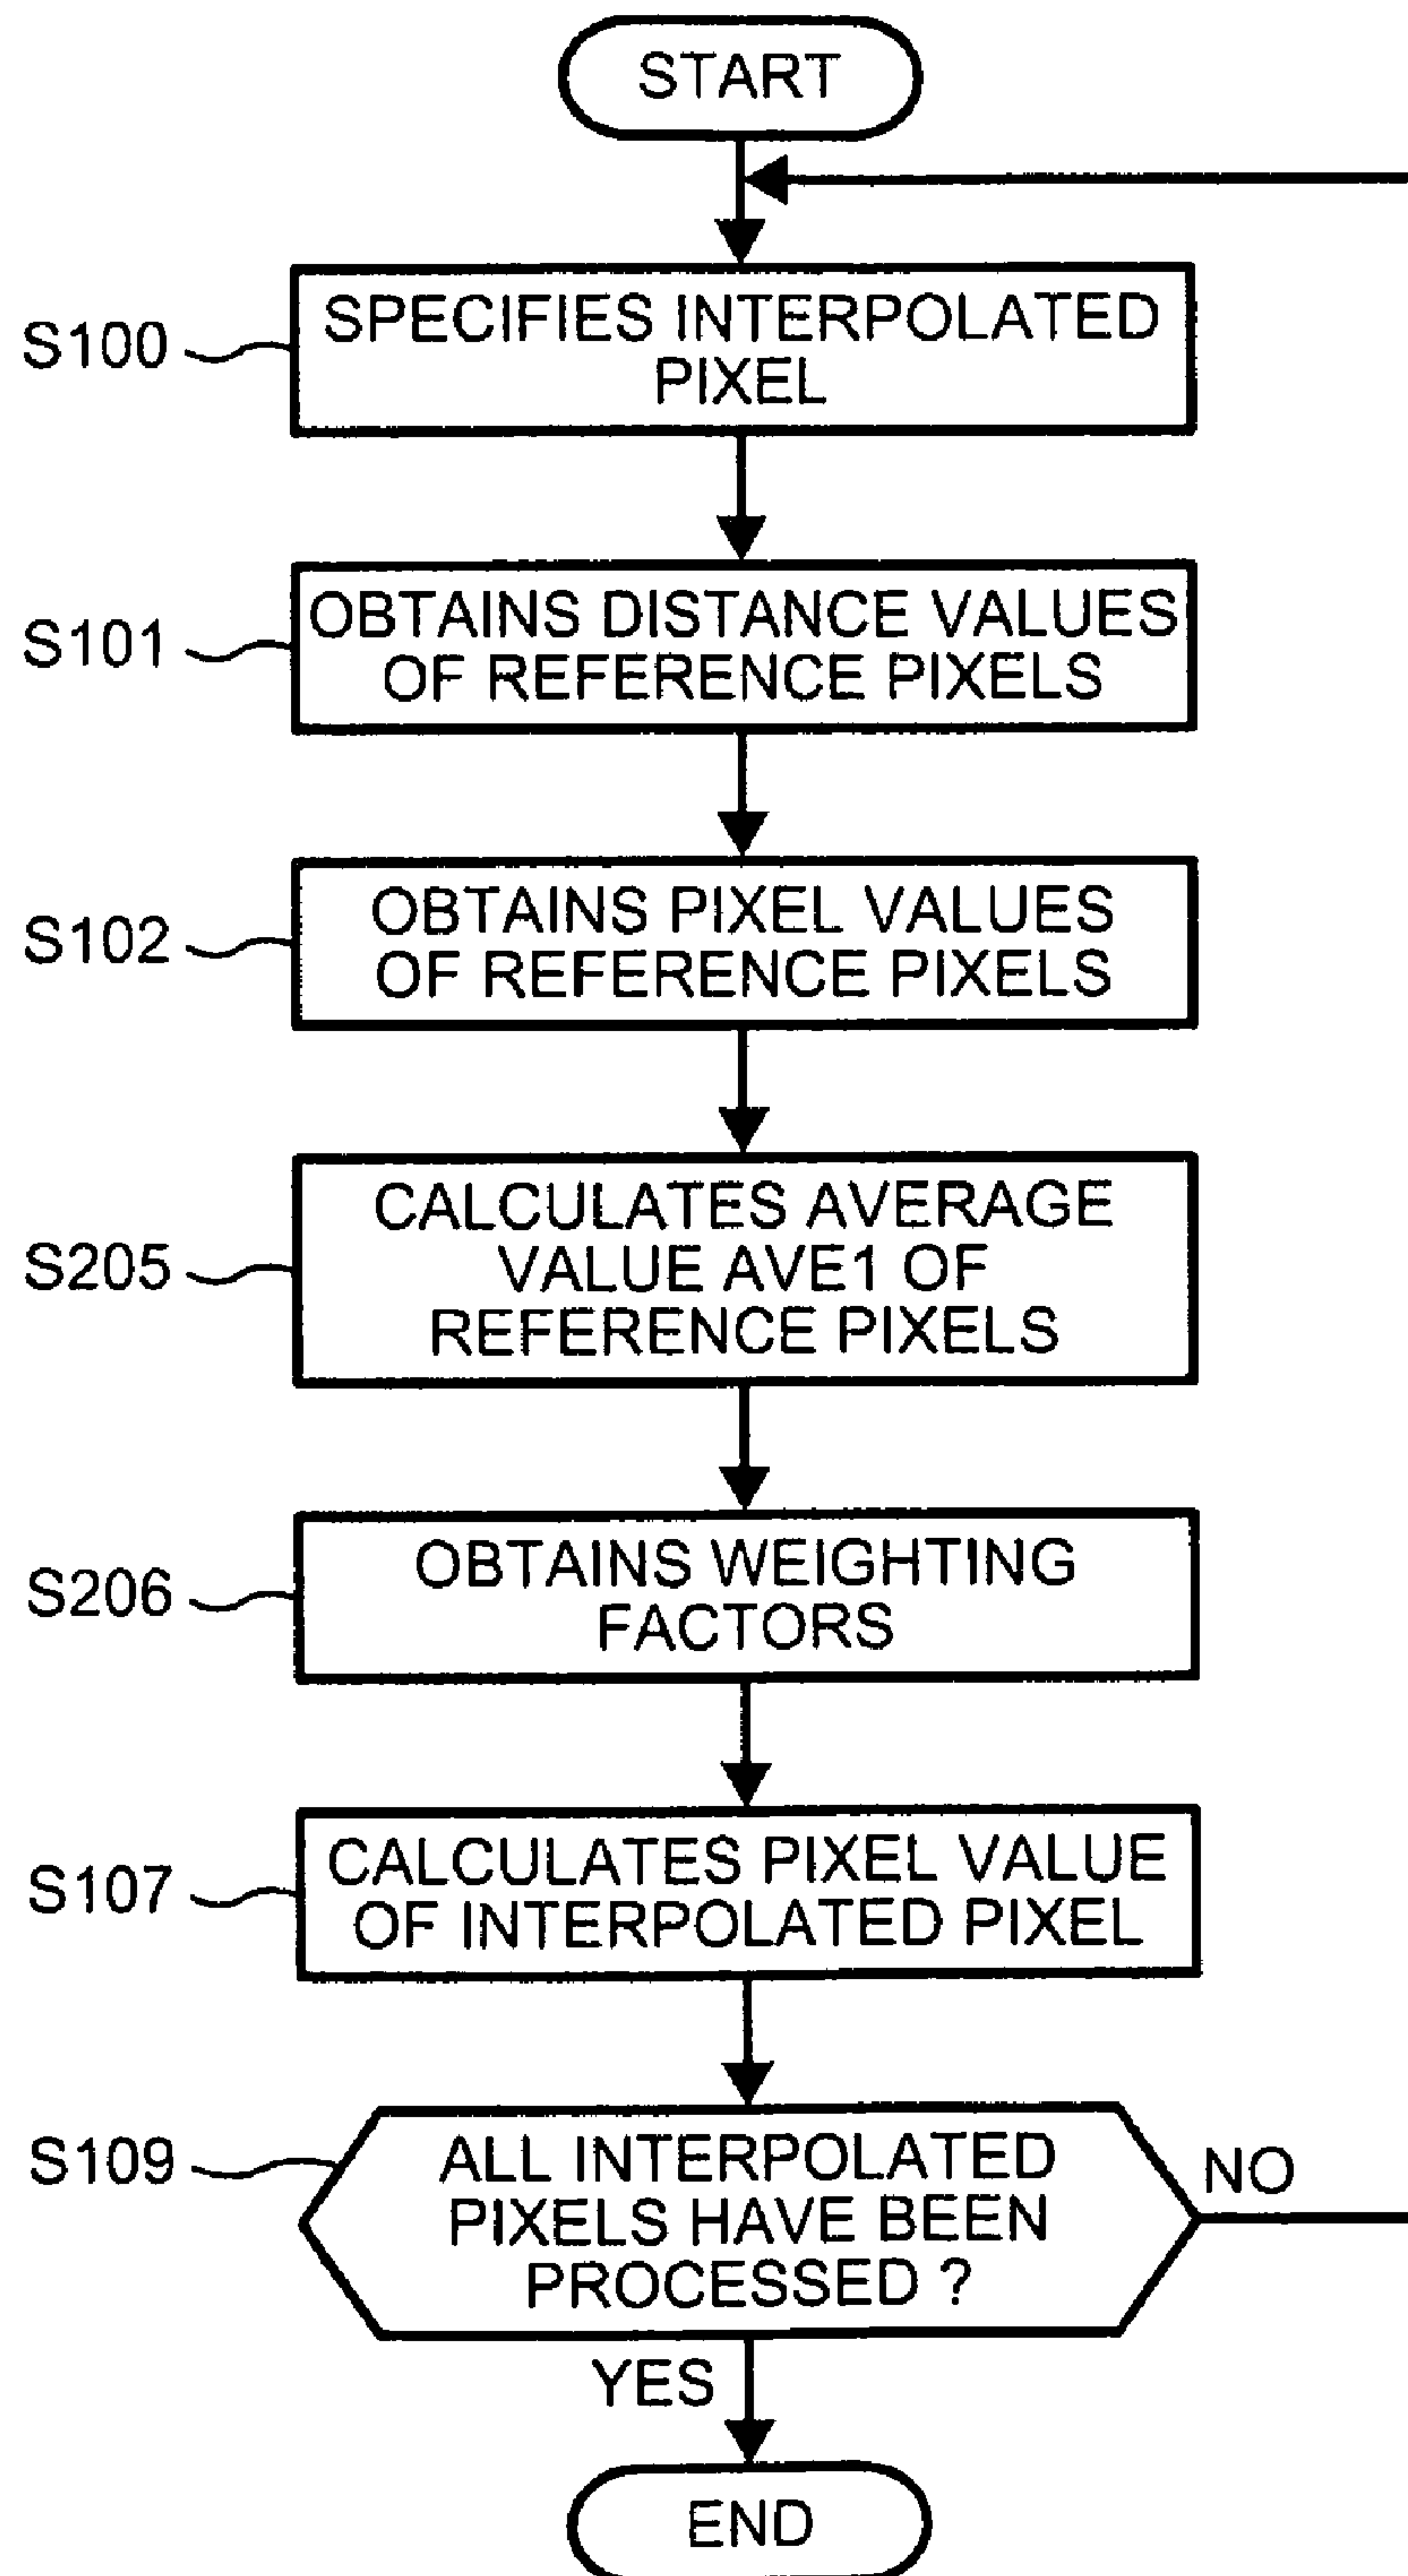 START
S100
SPECIFIES INTERPOLATED
PIXEL
S101
OBTAINS DISTANCE VALUES
OF REFERENCE PIXELS
S102
OBTAINS PIXEL VALUES
OF REFERENCE PIXELS
S205
CALCULATES AVERAGE
VALUE AVE1 OF
REFERENCE PIXELS
S206
OBTAINS WEIGHTING
FACTORS
S107
CALCULATES PIXEL VALUE
OF INTERPOLATED PIXEL
S109
ALL INTERPOLATED
PIXELS HAVE BEEN
PROCESSED ?
NO
YES
END